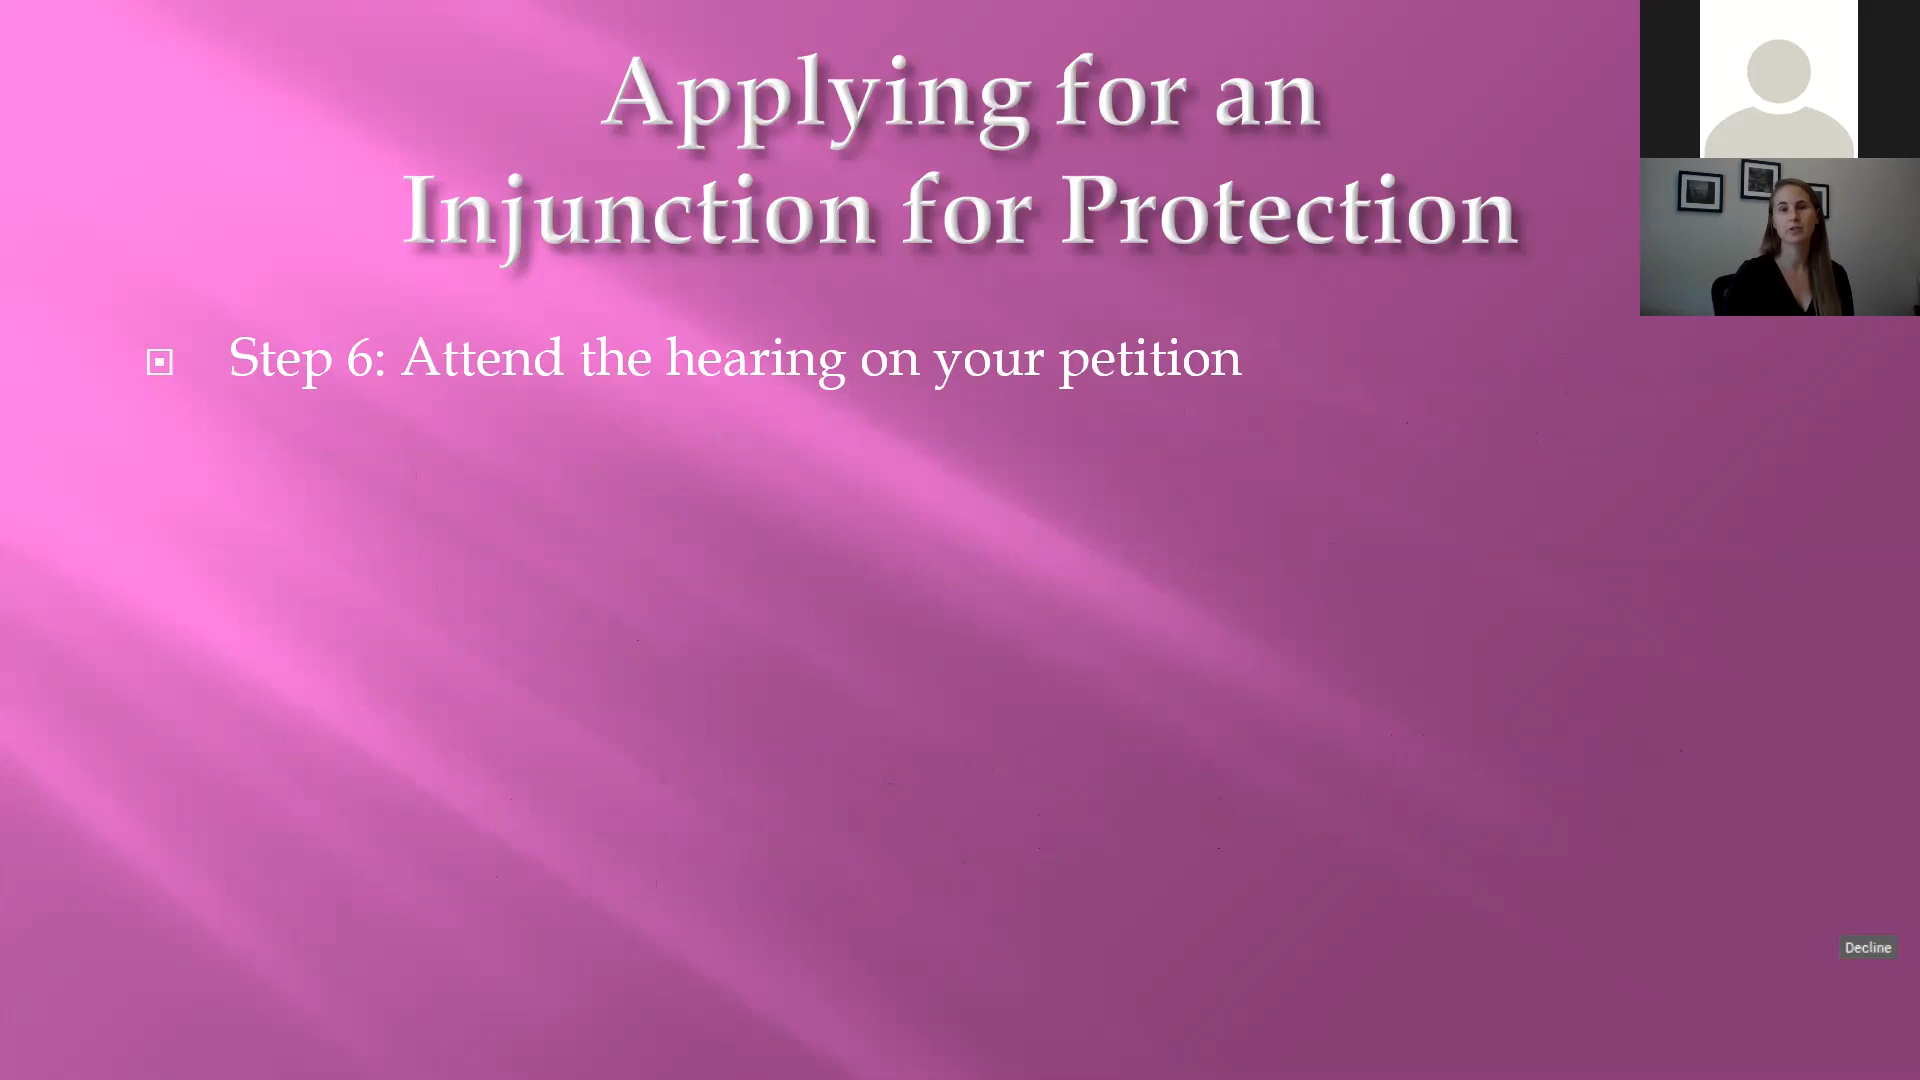 Applying for an
Injunction for Protection
Step 6: Attend the hearing on your petition
Decline